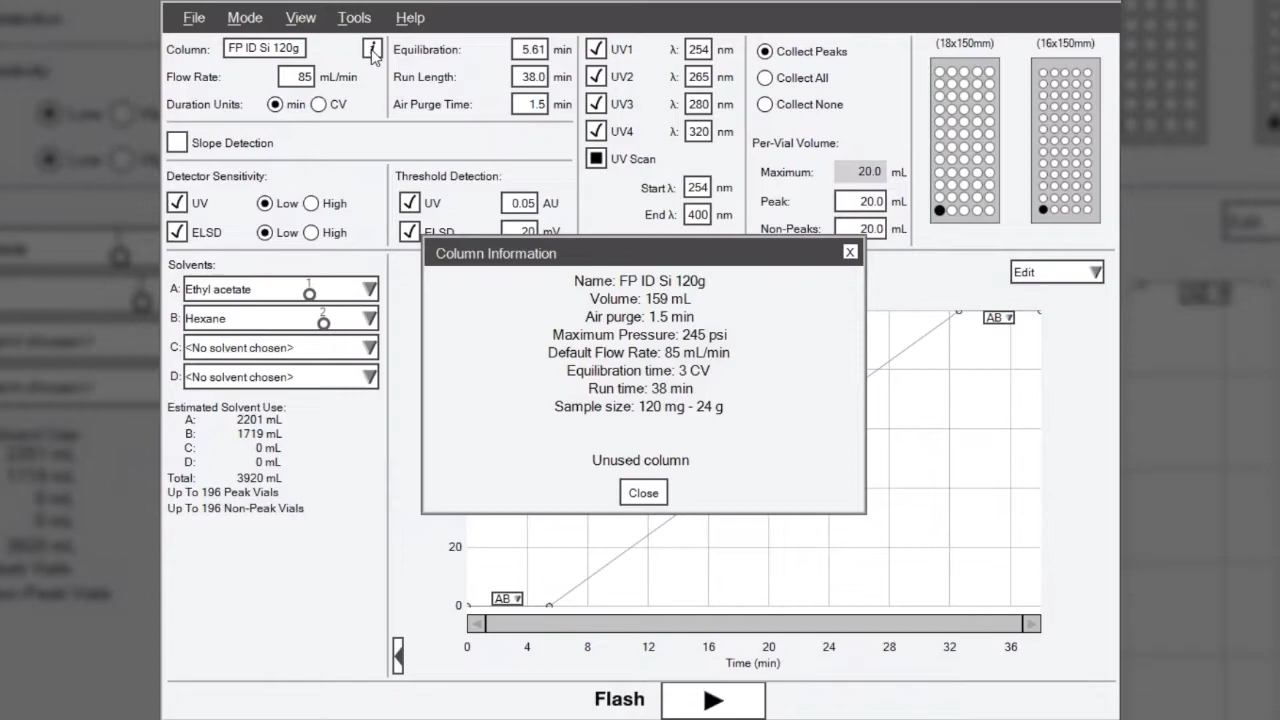 File Mode View Tools Help
Column: FP ID Si 120g i
Flow Rate: 85 mL/min
Duration Units: min CV
Equilibration: 5.61 min
Run Length: 38.0 min
Air Purge Time: 1.5 min
UV1 λ: 254 nm
UV2 λ: 265 nm
UV3 λ: 280 nm
UV4 λ: 320 nm
UV Scan
Start λ: 254 nm
End λ: 400 nm
Collect Peaks
Collect All
Collect None
Per-Vial Volume:
Maximum: 20.0 mL
Peak: 20.0 mL
Non-Peaks: 20.0 mL
(18x150mm) (16x150mm)
Slope Detection
Detector Sensitivity:
UV Low High
ELSD Low High
Threshold Detection:
UV 0.05 AU
ELSD 20 mV
Solvents:
A: Ethyl acetate 1
B: Hexane 2
C: <No solvent chosen>
D: <No solvent chosen>
Estimated Solvent Use:
A: 2201 mL
B: 1719 mL
C: 0 mL
D: 0 mL
Total: 3920 mL
Up To 196 Peak Vials
Up To 196 Non-Peak Vials
Column Information X
Name: FP ID Si 120g
Volume: 159 mL
Air purge: 1.5 min
Maximum Pressure: 245 psi
Default Flow Rate: 85 mL/min
Equilibration time: 3 CV
Run time: 38 min
Sample size: 120 mg - 24 g
Unused column
Close
Edit
AB
20
0
AB
0 4 8 12 16 20 24 28 32 36
Time (min)
Flash